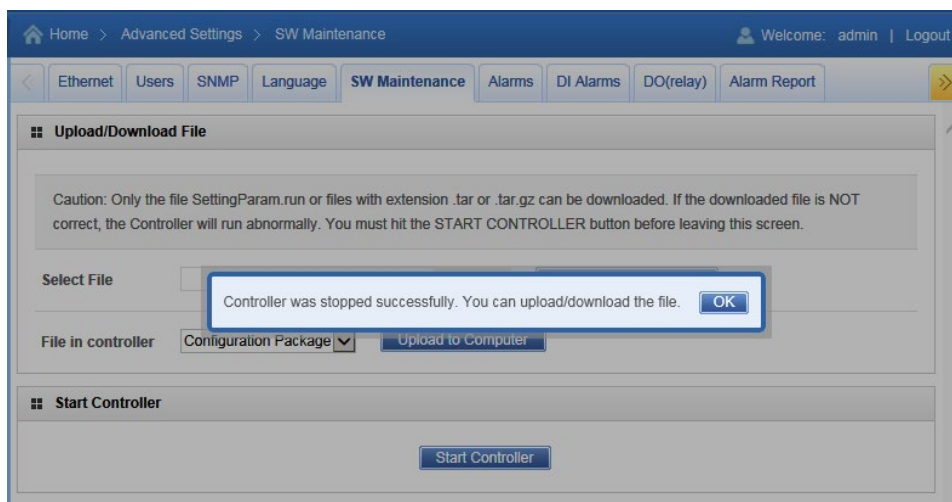 Home > Advanced Settings > SW Maintenance
Welcome: admin | Logout
Ethernet
Users
SNMP
Language
SW Maintenance
Alarms
DI Alarms
DO(relay)
Alarm Report
Upload/Download File
Caution: Only the file SettingParam.run or files with extension .tar or .tar.gz can be downloaded. If the downloaded file is NOT
correct, the Controller will run abnormally. You must hit the START CONTROLLER button before leaving this screen.
Select File
Controller was stopped successfully. You can upload/download the file.
OK
File in controller
Configuration Package
Upload to Computer
Start Controller
Start Controller